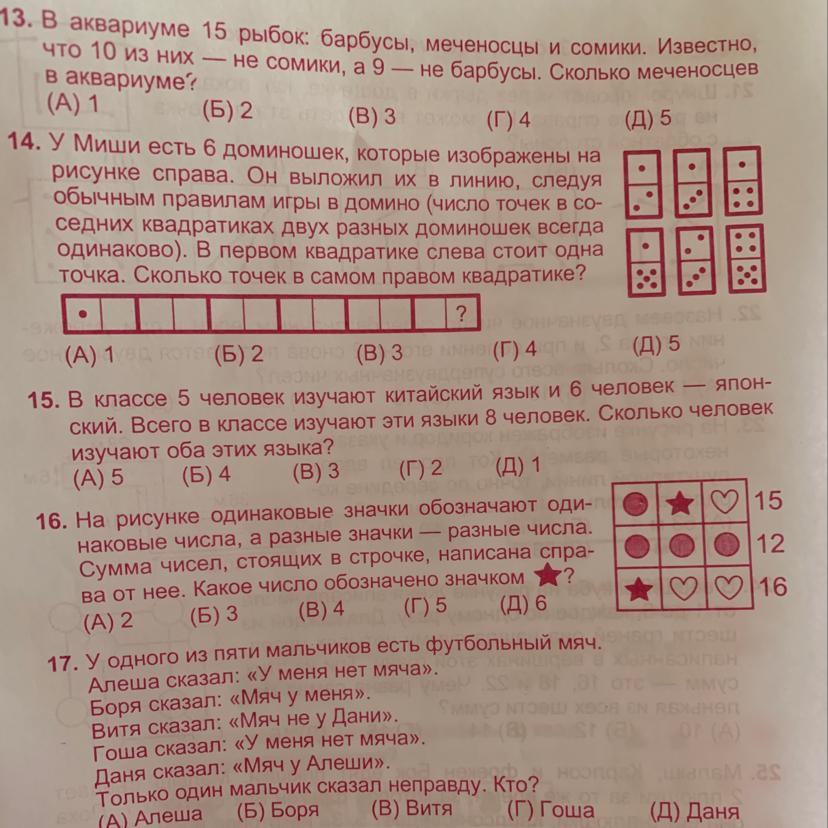 13. В аквариуме 15 рыбок: барбусы, меченосцы и сомики. Известно,
что 10 из них — не сомики, а 9 — не барбусы. Сколько меченосцев
в аквариуме?
(А) 1 (Б) 2 (В) 3 (Г) 4 (Д) 5
14. У Миши есть 6 доминошек, которые изображены на
рисунке справа. Он выложил их в линию, следуя
обычным правилам игры в домино (число точек в со-
седних квадратиках двух разных доминошек всегда
одинаково). В первом квадратике слева стоит одна
точка. Сколько точек в самом правом квадратике?
?
(А) 1 (Б) 2 (В) 3 (Г) 4 (Д) 5
15. В классе 5 человек изучают китайский язык и 6 человек — япон-
ский. Всего в классе изучают эти языки 8 человек. Сколько человек
изучают оба этих языка?
(А) 5 (Б) 4 (В) 3 (Г) 2 (Д) 1
16. На рисунке одинаковые значки обозначают оди-
наковые числа, а разные значки — разные числа.
Сумма чисел, стоящих в строчке, написана спра-
ва от нее. Какое число обозначено значком ★?
(А) 2 (Б) 3 (В) 4 (Г) 5 (Д) 6
15
12
16
17. У одного из пяти мальчиков есть футбольный мяч.
Алеша сказал: «У меня нет мяча».
Боря сказал: «Мяч у меня».
Витя сказал: «Мяч не у Дани».
Гоша сказал: «У меня нет мяча».
Даня сказал: «Мяч у Алеши».
Только один мальчик сказал неправду. Кто?
(А) Алеша (Б) Боря (В) Витя (Г) Гоша (Д) Даня